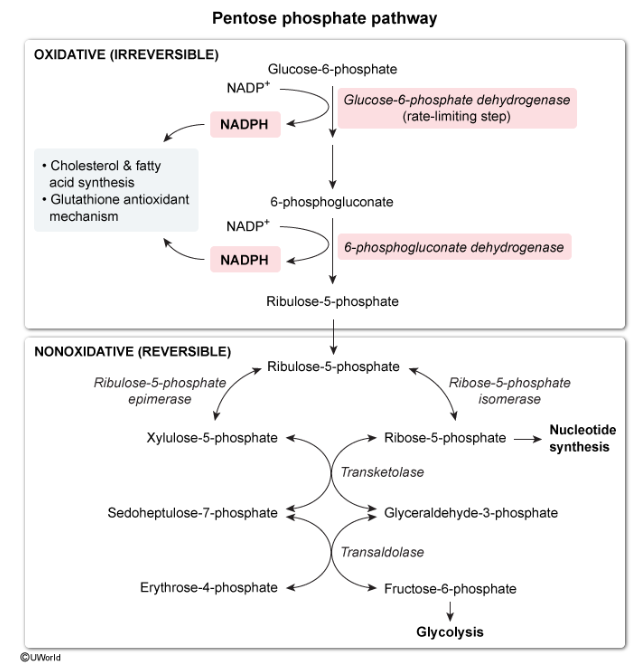 Pentose phosphate pathway
OXIDATIVE (IRREVERSIBLE)
Glucose-6-phosphate
NADP+
Glucose-6-phosphate dehydrogenase
(rate-limiting step)
NADPH
• Cholesterol & fatty
acid synthesis
• Glutathione antioxidant
mechanism
6-phosphogluconate
NADP+
6-phosphogluconate dehydrogenase
NADPH
Ribulose-5-phosphate
NONOXIDATIVE (REVERSIBLE)
Ribulose-5-phosphate
Ribulose-5-phosphate
epimerase
Ribose-5-phosphate
isomerase
Xylulose-5-phosphate
Ribose-5-phosphate
Nucleotide
synthesis
Transketolase
Sedoheptulose-7-phosphate
Glyceraldehyde-3-phosphate
Transaldolase
Erythrose-4-phosphate
Fructose-6-phosphate
Glycolysis
©UWorld